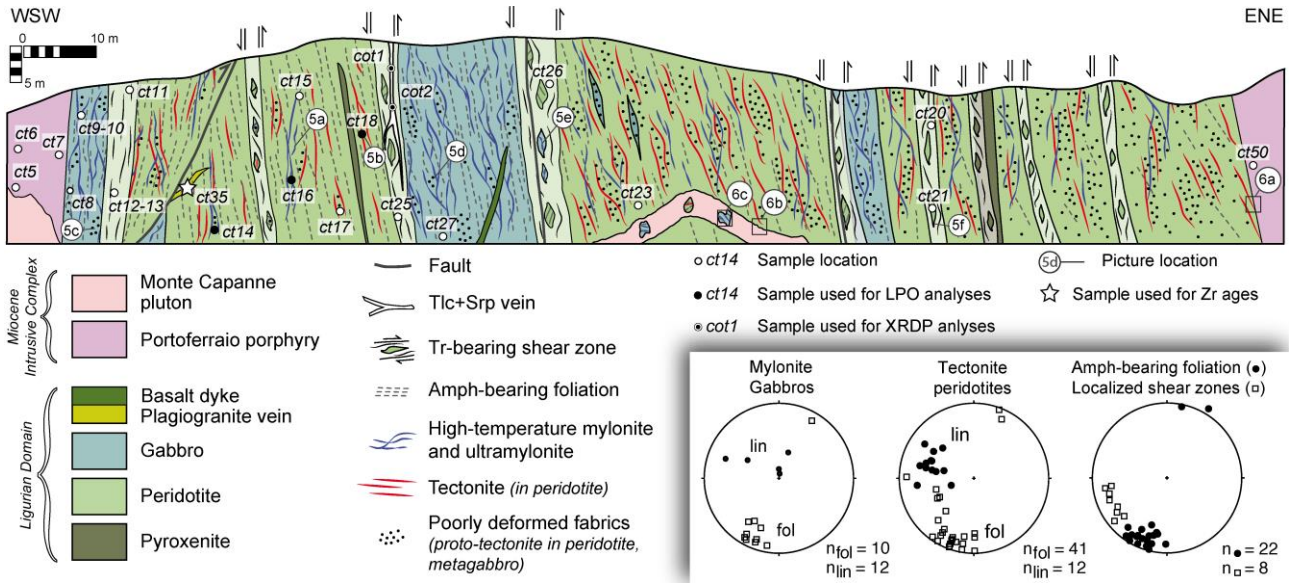 WSW
ENE
10 m
5 m
cot1
cot2
ct11
ct15
ct26
ct6
ct7
ct9-10
5a
ct18
5e
ct20
5b
5d
ct50
ct5
ct35
ct16
6c
6b
6a
ct8
ct12-13
ct23
ct21
5c
ct14
ct17
ct25
ct27
5f
Miocene
Intrusive Complex
Monte Capanne
pluton
Portoferraio porphyry
Ligurian Domain
Basalt dyke
Plagiogranite vein
Gabbro
Peridotite
Pyroxenite
Fault
Tlc+Srp vein
Tr-bearing shear zone
Amph-bearing foliation
High-temperature mylonite
and ultramylonite
Tectonite (in peridotite)
Poorly deformed fabrics
(proto-tectonite in peridotite,
metagabbro)
ct14 Sample location
ct14 Sample used for LPO analyses
cot1 Sample used for XRDP anlyses
5d Picture location
Sample used for Zr ages
Mylonite
Gabbros
lin
fol
nfol = 10
nlin = 12
Tectonite
peridotites
lin
fol
nfol = 41
nlin = 12
Amph-bearing foliation (●)
Localized shear zones (□)
n● = 22
n□ = 8